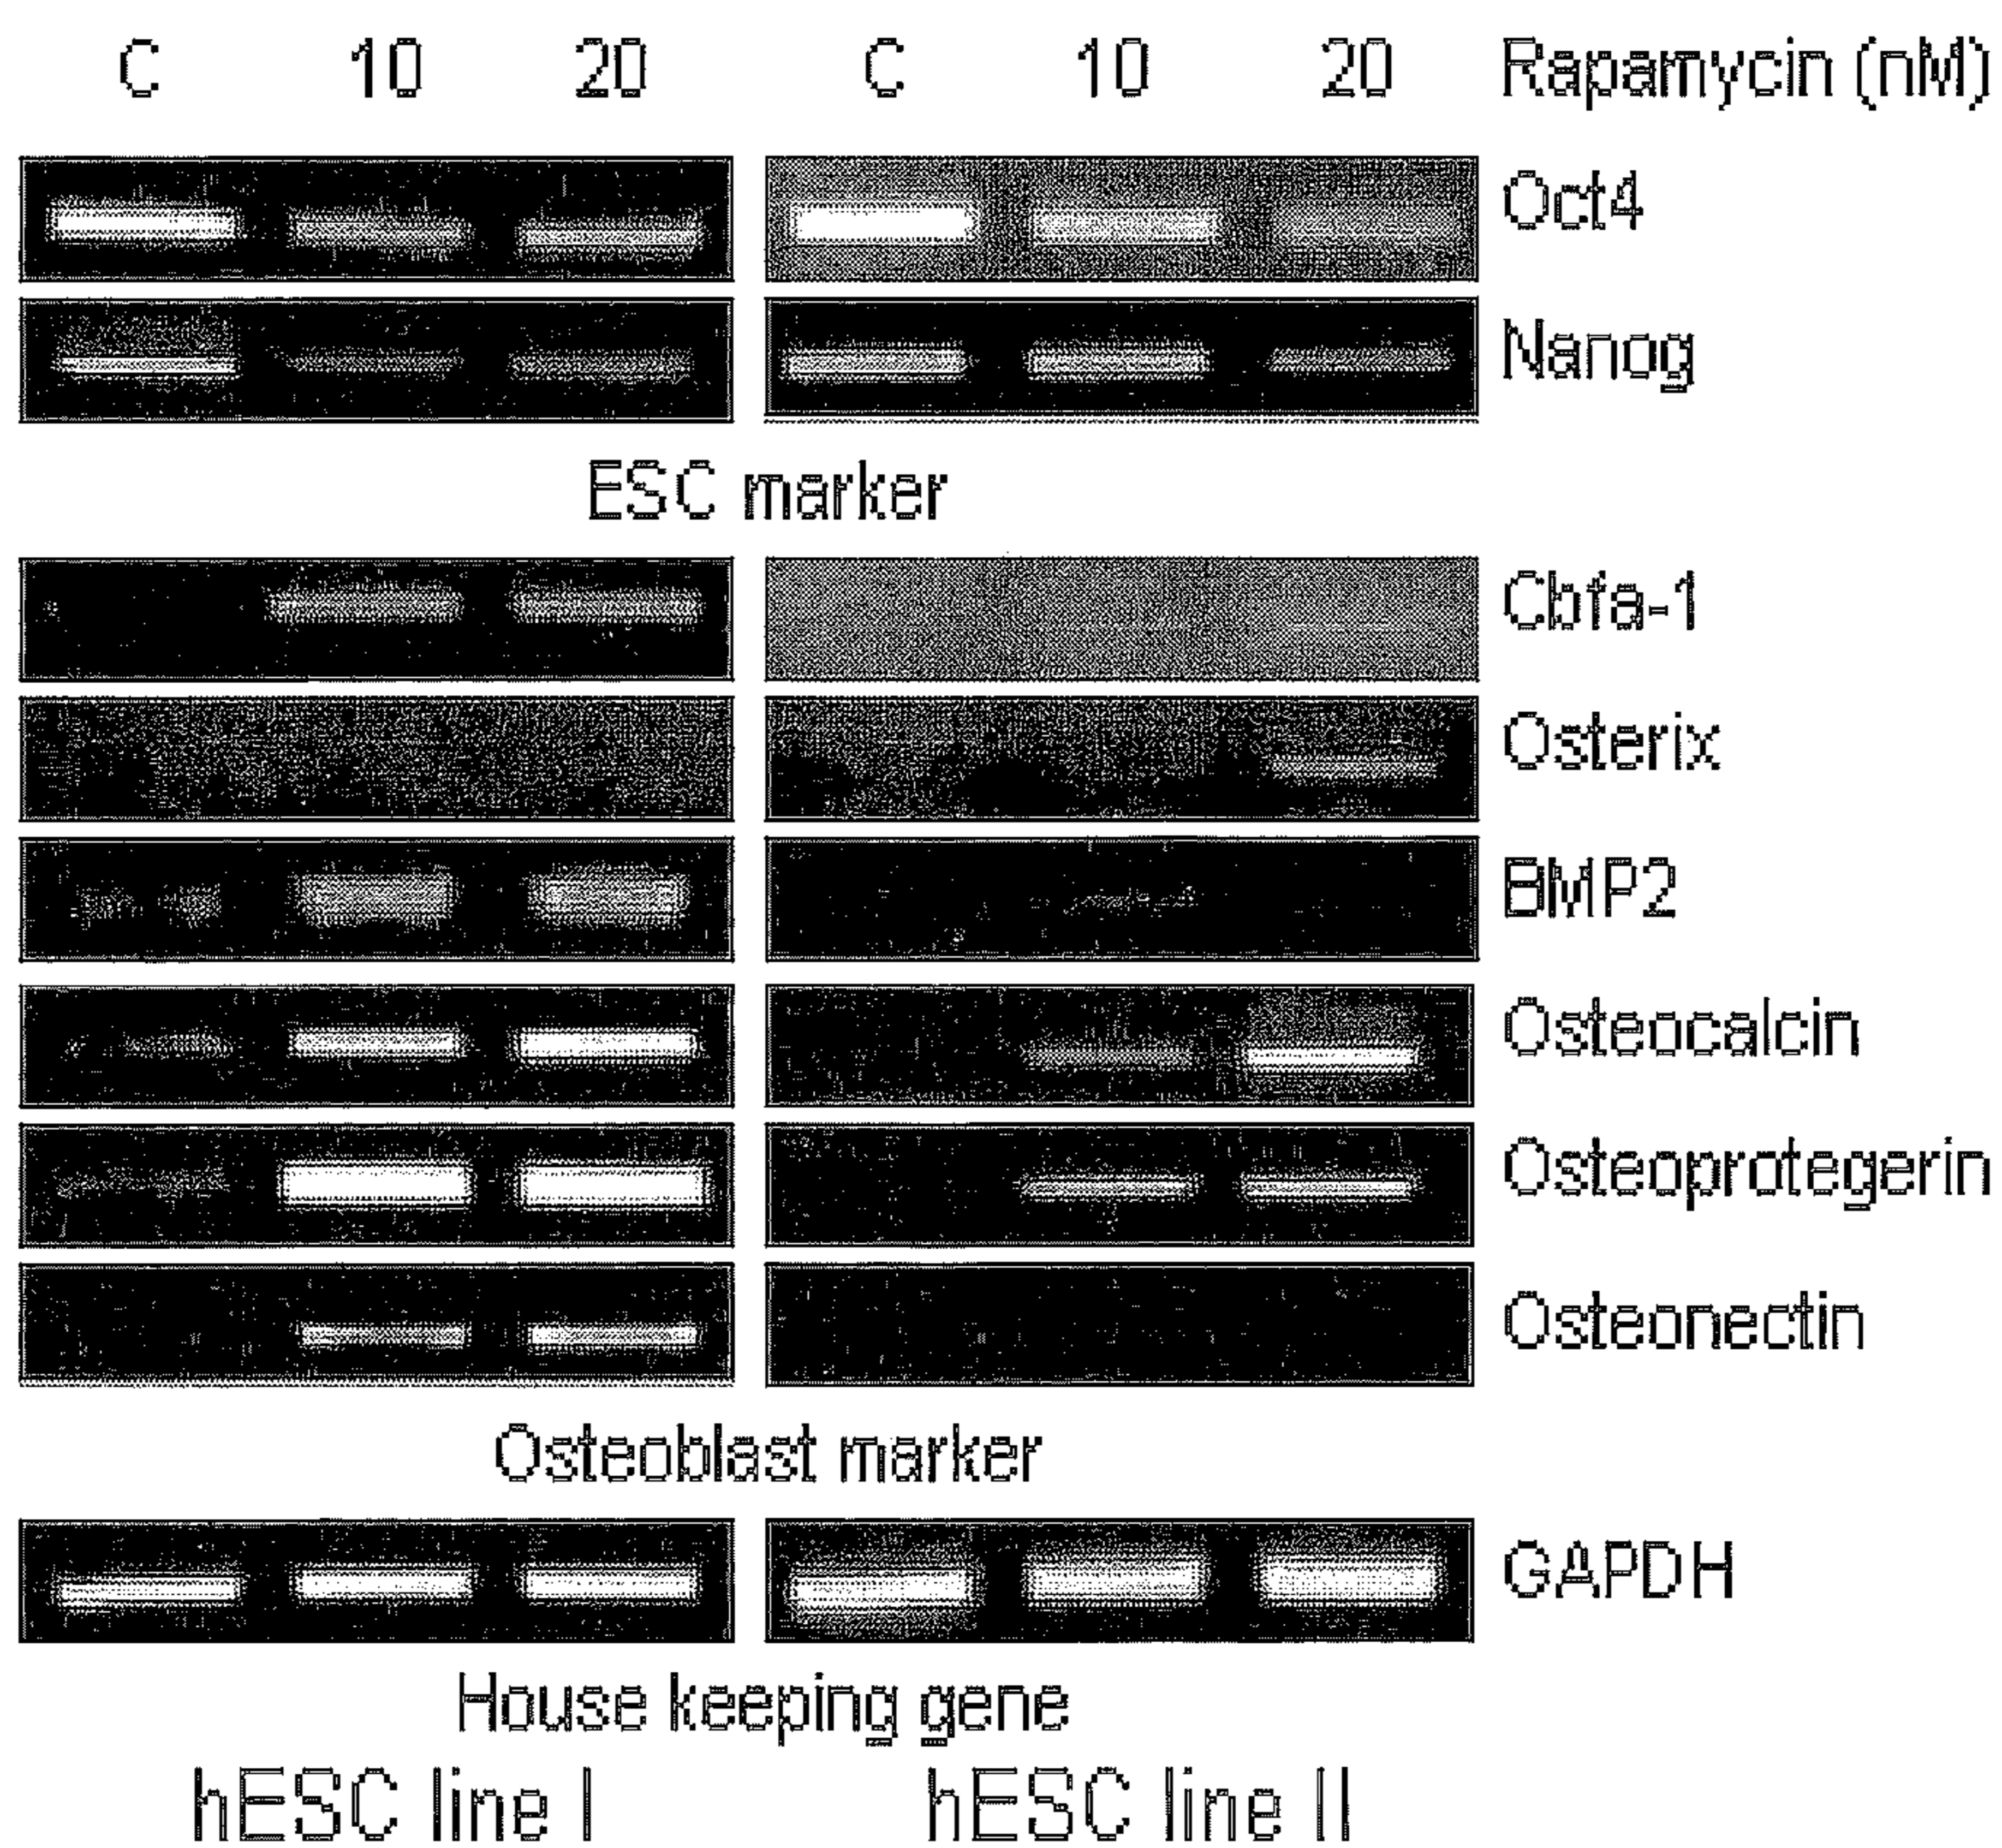 C 10 20 C 10 20 Rapamycin (nM)
Oct4
Nanog
ESC marker
Cbfa-1
Osterix
BMP2
Osteocalcin
Osteoprotegerin
Osteonectin
Osteoblast marker
GAPDH
House keeping gene
hESC line I hESC line II